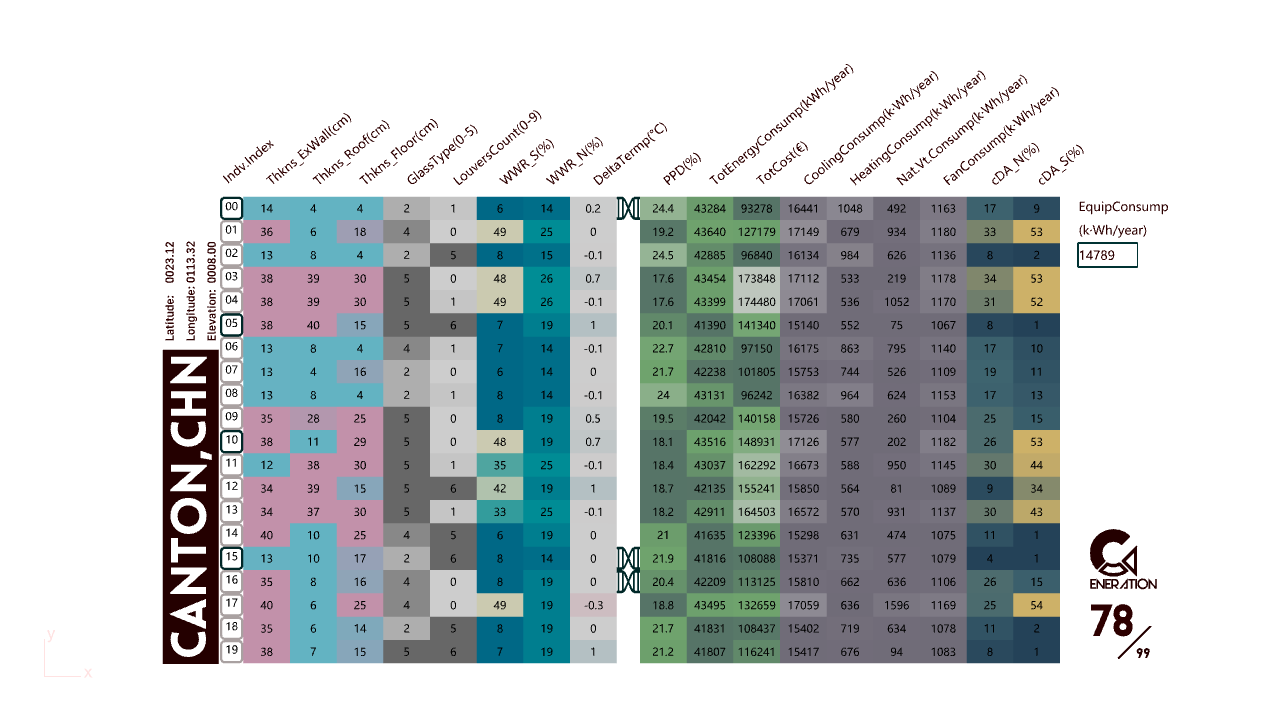 Indv.Index Thkns_ExWall(cm) Thkns_Roof(cm) Thkns_Floor(cm) GlassType(0-5) LouversCount(0-9) WWR_S(%) WWR_N(%) DeltaTermp(°C) PPD(%) TotEnergyConsump(kWh/year) TotCost(€) CoolingConsump(k·Wh/year) HeatingConsump(k·Wh/year) Nat.Vt.Consump(k·Wh/year) FanConsump(k·Wh/year) cDA_N(%) cDA_S(%)
00 14 4 4 2 1 6 14 0.2 24.4 43284 93278 16441 1048 492 1163 17 9
01 36 6 18 4 0 49 25 0 19.2 43640 127179 17149 679 934 1180 33 53
02 13 8 4 2 5 8 15 -0.1 24.5 42885 96840 16134 984 626 1136 8 2
03 38 39 30 5 0 48 26 0.7 17.6 43454 173848 17112 533 219 1178 34 53
04 38 39 30 5 1 49 26 -0.1 17.6 43399 174480 17061 536 1052 1170 31 52
05 38 40 15 5 6 7 19 1 20.1 41390 141340 15140 552 75 1067 8 1
06 13 8 4 4 1 7 14 -0.1 22.7 42810 97150 16175 863 795 1140 17 10
07 13 4 16 2 0 6 14 0 21.7 42238 101805 15753 744 526 1109 19 11
08 13 8 4 2 1 8 14 -0.1 24 43131 96242 16382 964 624 1153 17 13
09 35 28 25 5 0 8 19 0.5 19.5 42042 140158 15726 580 260 1104 25 15
10 38 11 29 5 0 48 19 0.7 18.1 43516 148931 17126 577 202 1182 26 53
11 12 38 30 5 1 35 25 -0.1 18.4 43037 162292 16673 588 950 1145 30 44
12 34 39 15 5 6 42 19 1 18.7 42135 155241 15850 564 81 1089 9 34
13 34 37 30 5 1 33 25 -0.1 18.2 42911 164503 16572 570 931 1137 30 43
14 40 10 25 4 5 6 19 0 21 41635 123396 15298 631 474 1075 11 1
15 13 10 17 2 6 8 14 0 21.9 41816 108088 15371 735 577 1079 4 1
16 35 8 16 4 0 8 19 0 20.4 42209 113125 15810 662 636 1106 26 15
17 40 6 25 4 0 49 19 -0.3 18.8 43495 132659 17059 636 1596 1169 25 54
18 35 6 14 2 5 8 19 0 21.7 41831 108437 15402 719 634 1078 11 2
19 38 7 15 5 6 7 19 1 21.2 41807 116241 15417 676 94 1083 8 1
Latitude: 0023.12
Longitude: 0113.32
Elevation: 0008.00
CANTON,CHN
EquipConsump
(k·Wh/year)
14789
ENERATION
78/99
y
x